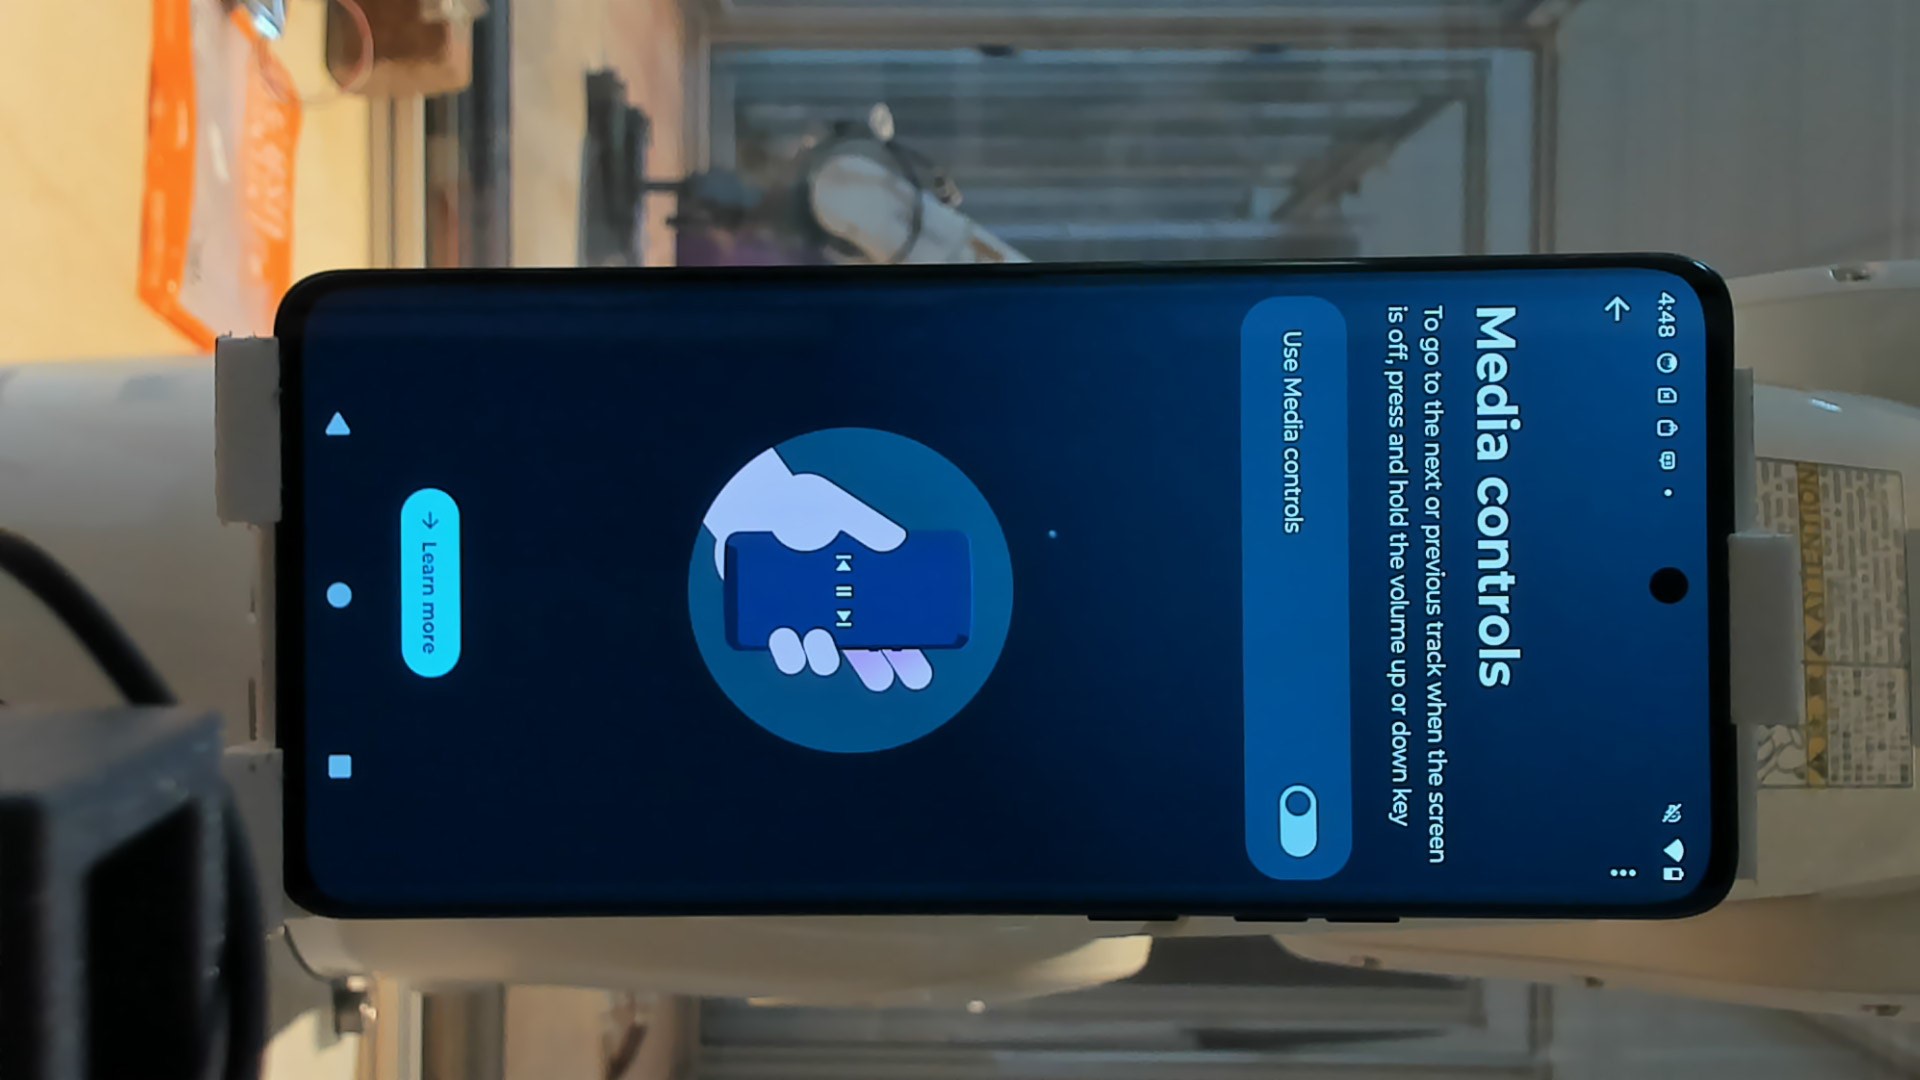 4:48
Media controls
To go to the next or previous track when the screen
is off, press and hold the volume up or down key
Use Media controls
Learn more
ATTENTION